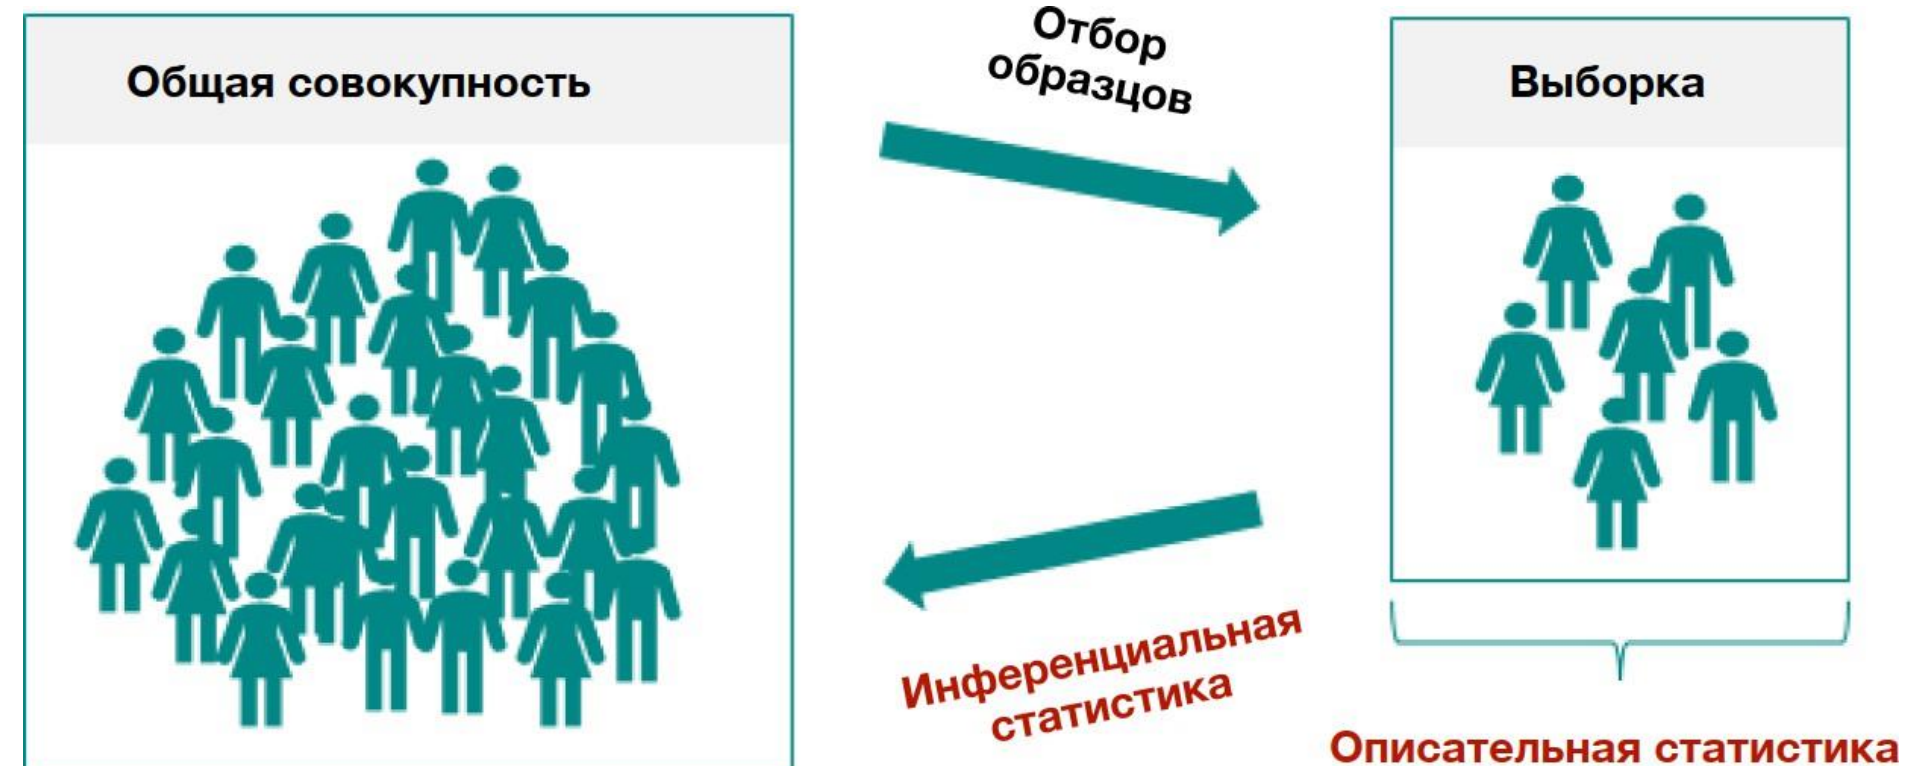 Общая совокупность
Отбор
образцов
Выборка
Инференциальная
статистика
Описательная статистика